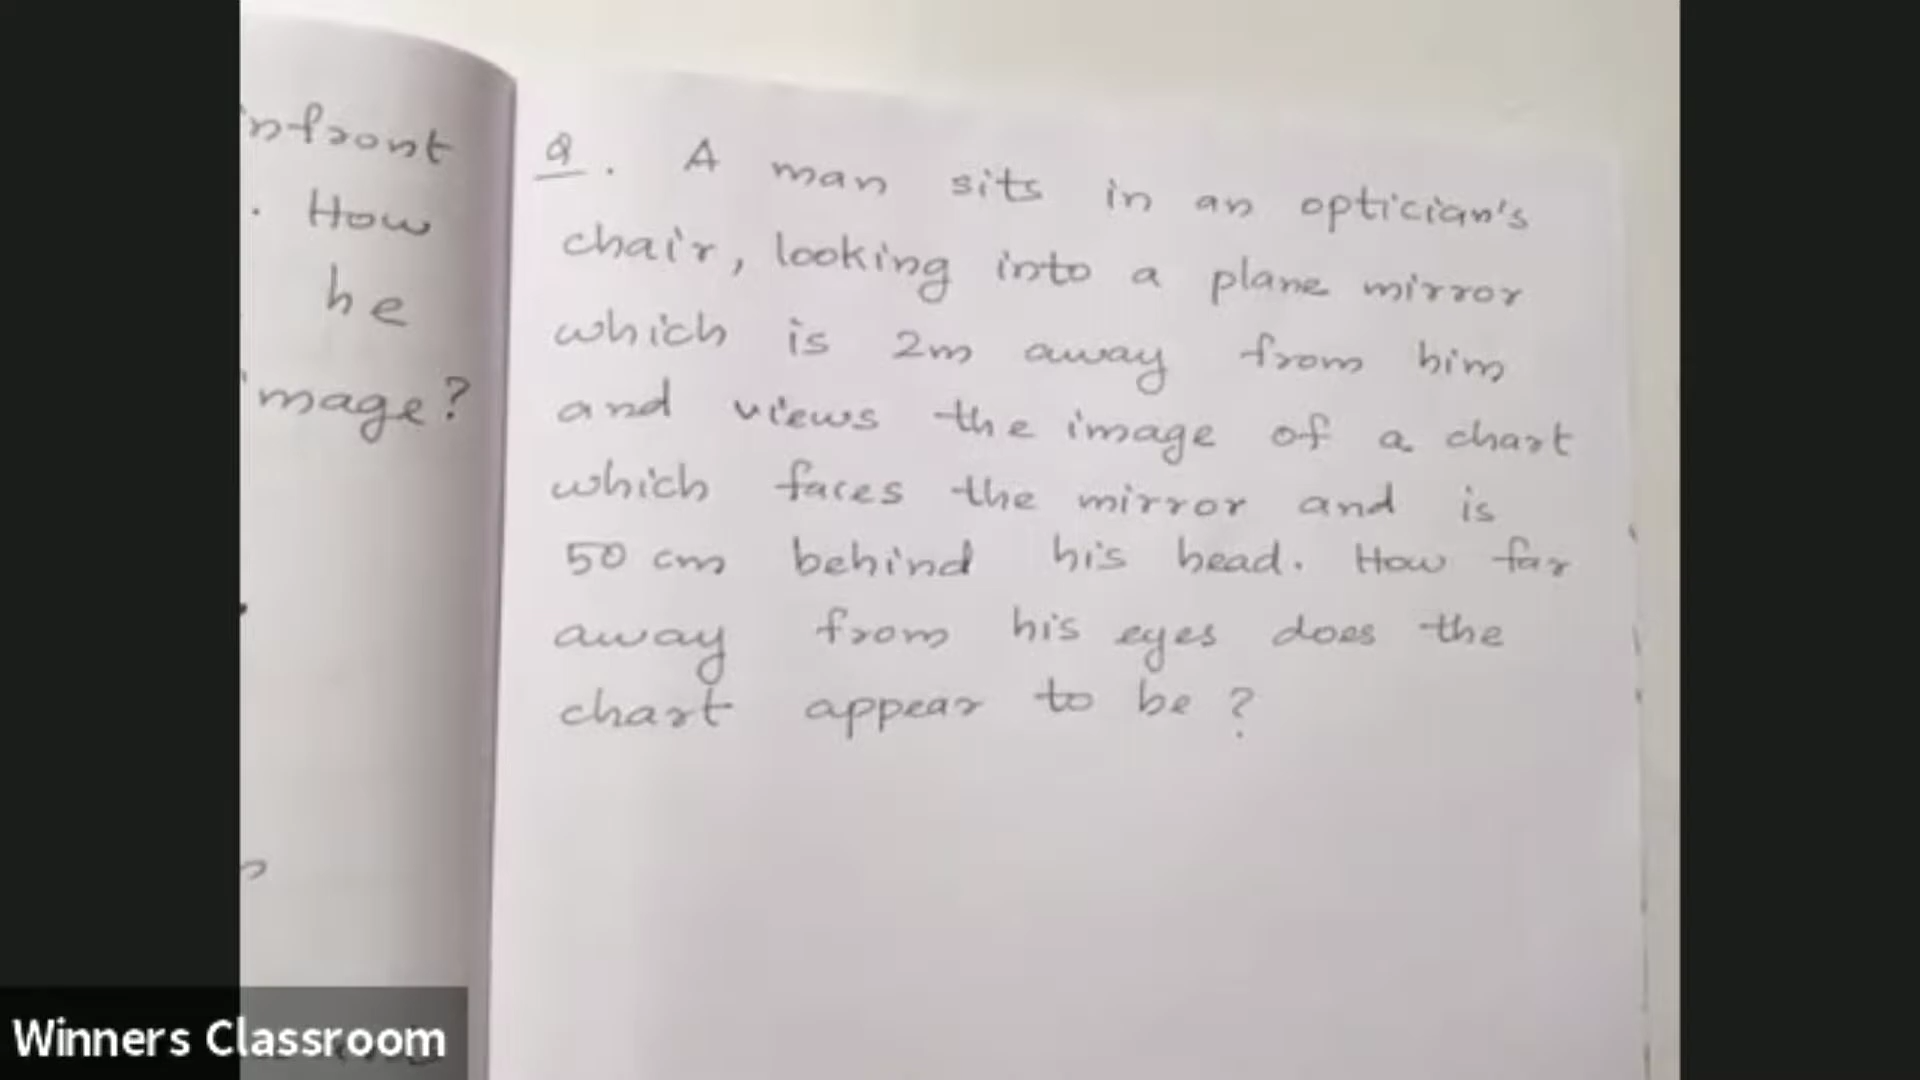 nfront
. How
he
mage?
Q. A man sits in an optician's
chair, looking into a plane mirror
which is 2m away from him
and views the image of a chart
which faces the mirror and is
50 cm behind his head. How far
away from his eyes does the
chart appear to be?
Winners Classroom